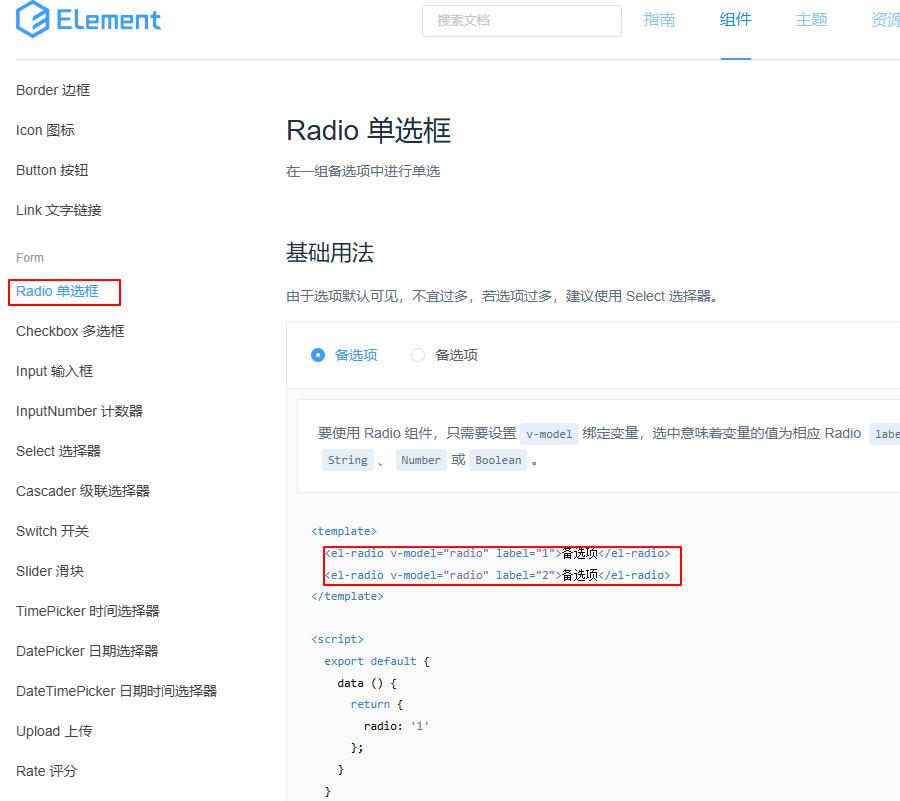 Element
搜索文档
指南
组件
主题
资源
Border 边框
Icon 图标
Button 按钮
Link 文字链接
Form
Radio 单选框
Checkbox 多选框
Input 输入框
InputNumber 计数器
Select 选择器
Cascader 级联选择器
Switch 开关
Slider 滑块
TimePicker 时间选择器
DatePicker 日期选择器
DateTimePicker 日期时间选择器
Upload 上传
Rate 评分
Radio 单选框
在一组备选项中进行单选
基础用法
由于选项默认可见，不宜过多，若选项过多，建议使用 Select 选择器。
备选项
备选项
要使用 Radio 组件，只需要设置 v-model 绑定变量，选中意味着变量的值为相应 Radio labe
String 、 Number 或 Boolean 。
<template>
<el-radio v-model="radio" label="1">备选项</el-radio>
<el-radio v-model="radio" label="2">备选项</el-radio>
</template>
<script>
export default {
data () {
return {
radio: '1'
};
}
}